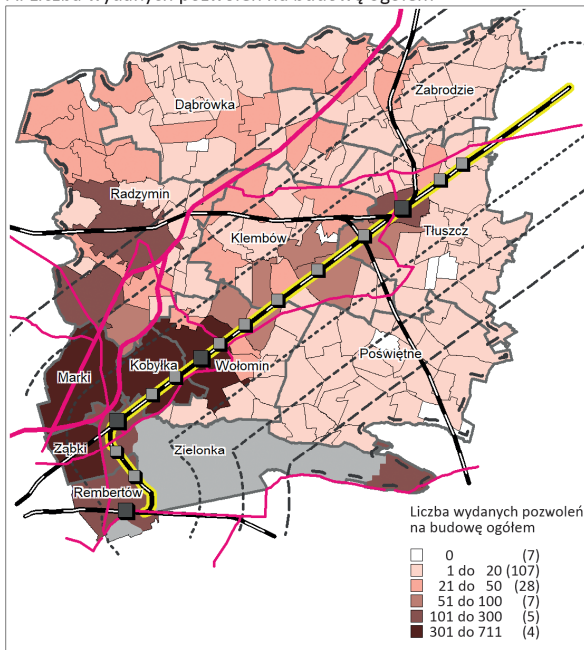 Dąbrówka
Zabrodzie
Radzymin
Klembów
Tłuszcz
Poświętne
Kobyłka
Wołomin
Marki
Ząbki
Zielonka
Rembertów
Liczba wydanych pozwoleń
na budowę ogółem
0 (7)
1 do 20 (107)
21 do 50 (28)
51 do 100 (7)
101 do 300 (5)
301 do 711 (4)